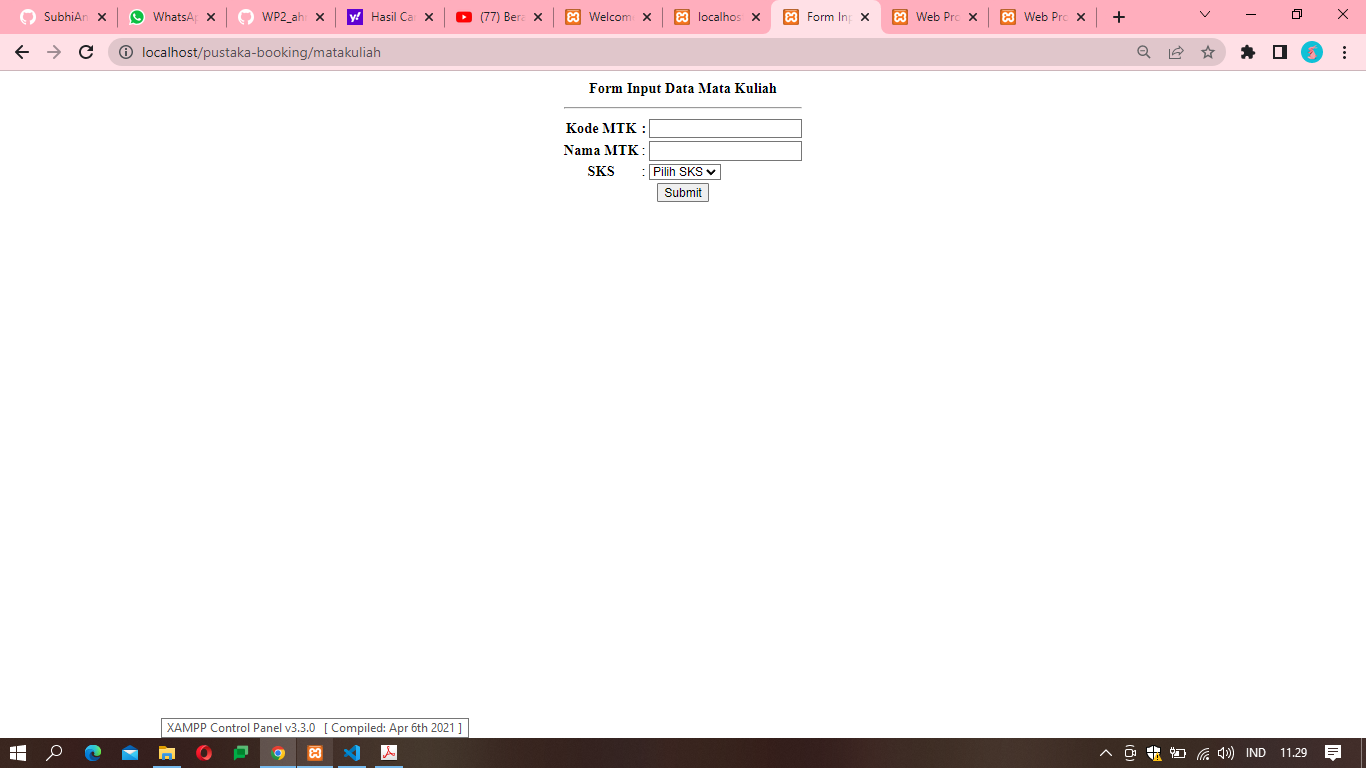 SubhiAn
WhatsAp
WP2_ah
Hasil Ca
(77) Bera
Welcom
localhos
Form Inp
Web Pro
Web Pro
localhost/pustaka-booking/matakuliah
Form Input Data Mata Kuliah
Kode MTK :
Nama MTK :
SKS : Pilih SKS
Submit
XAMPP Control Panel v3.3.0 [ Compiled: Apr 6th 2021 ]
IND 11.29